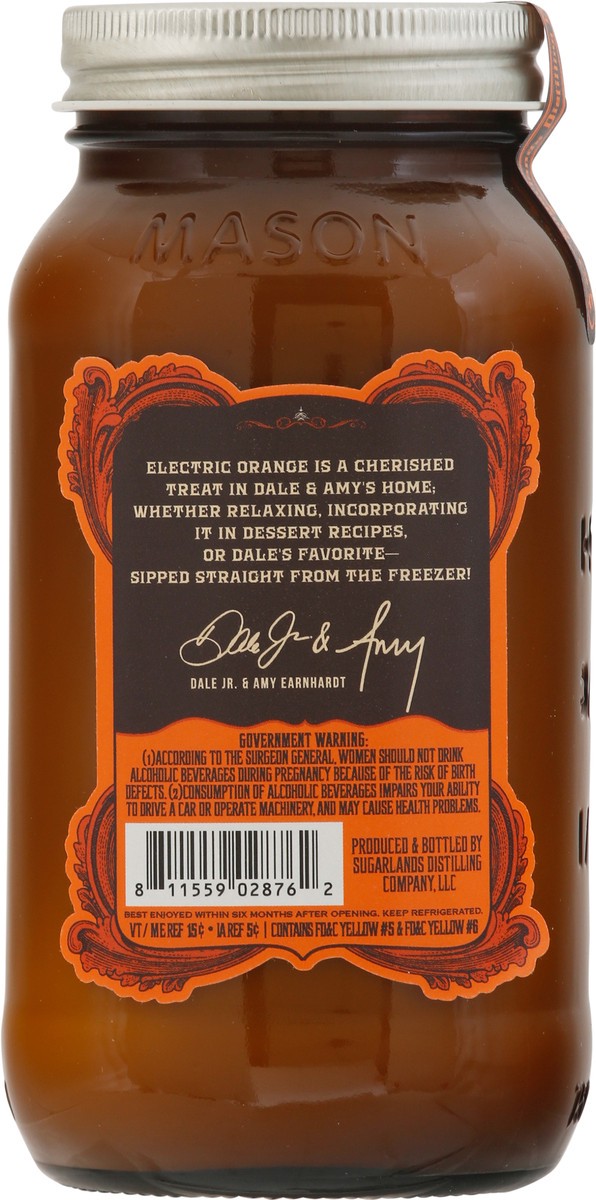 MASON
ELECTRIC ORANGE IS A CHERISHED
TREAT IN DALE & AMY'S HOME;
WHETHER RELAXING, INCORPORATING
IT IN DESSERT RECIPES,
OR DALE'S FAVORITE—
SIPPED STRAIGHT FROM THE FREEZER!
Dale Jr. & Amy
DALE JR. & AMY EARNHARDT
GOVERNMENT WARNING:
(1)ACCORDING TO THE SURGEON GENERAL, WOMEN SHOULD NOT DRINK
ALCOHOLIC BEVERAGES DURING PREGNANCY BECAUSE OF THE RISK OF BIRTH
DEFECTS. (2)CONSUMPTION OF ALCOHOLIC BEVERAGES IMPAIRS YOUR ABILITY
TO DRIVE A CAR OR OPERATE MACHINERY, AND MAY CAUSE HEALTH PROBLEMS.
8 11559 02876 2
PRODUCED & BOTTLED BY
SUGARLANDS DISTILLING
COMPANY, LLC
BEST ENJOYED WITHIN SIX MONTHS AFTER OPENING. KEEP REFRIGERATED.
VT / ME REF 15¢ • IA REF 5¢ | CONTAINS FD&C YELLOW #5 & FD&C YELLOW #6